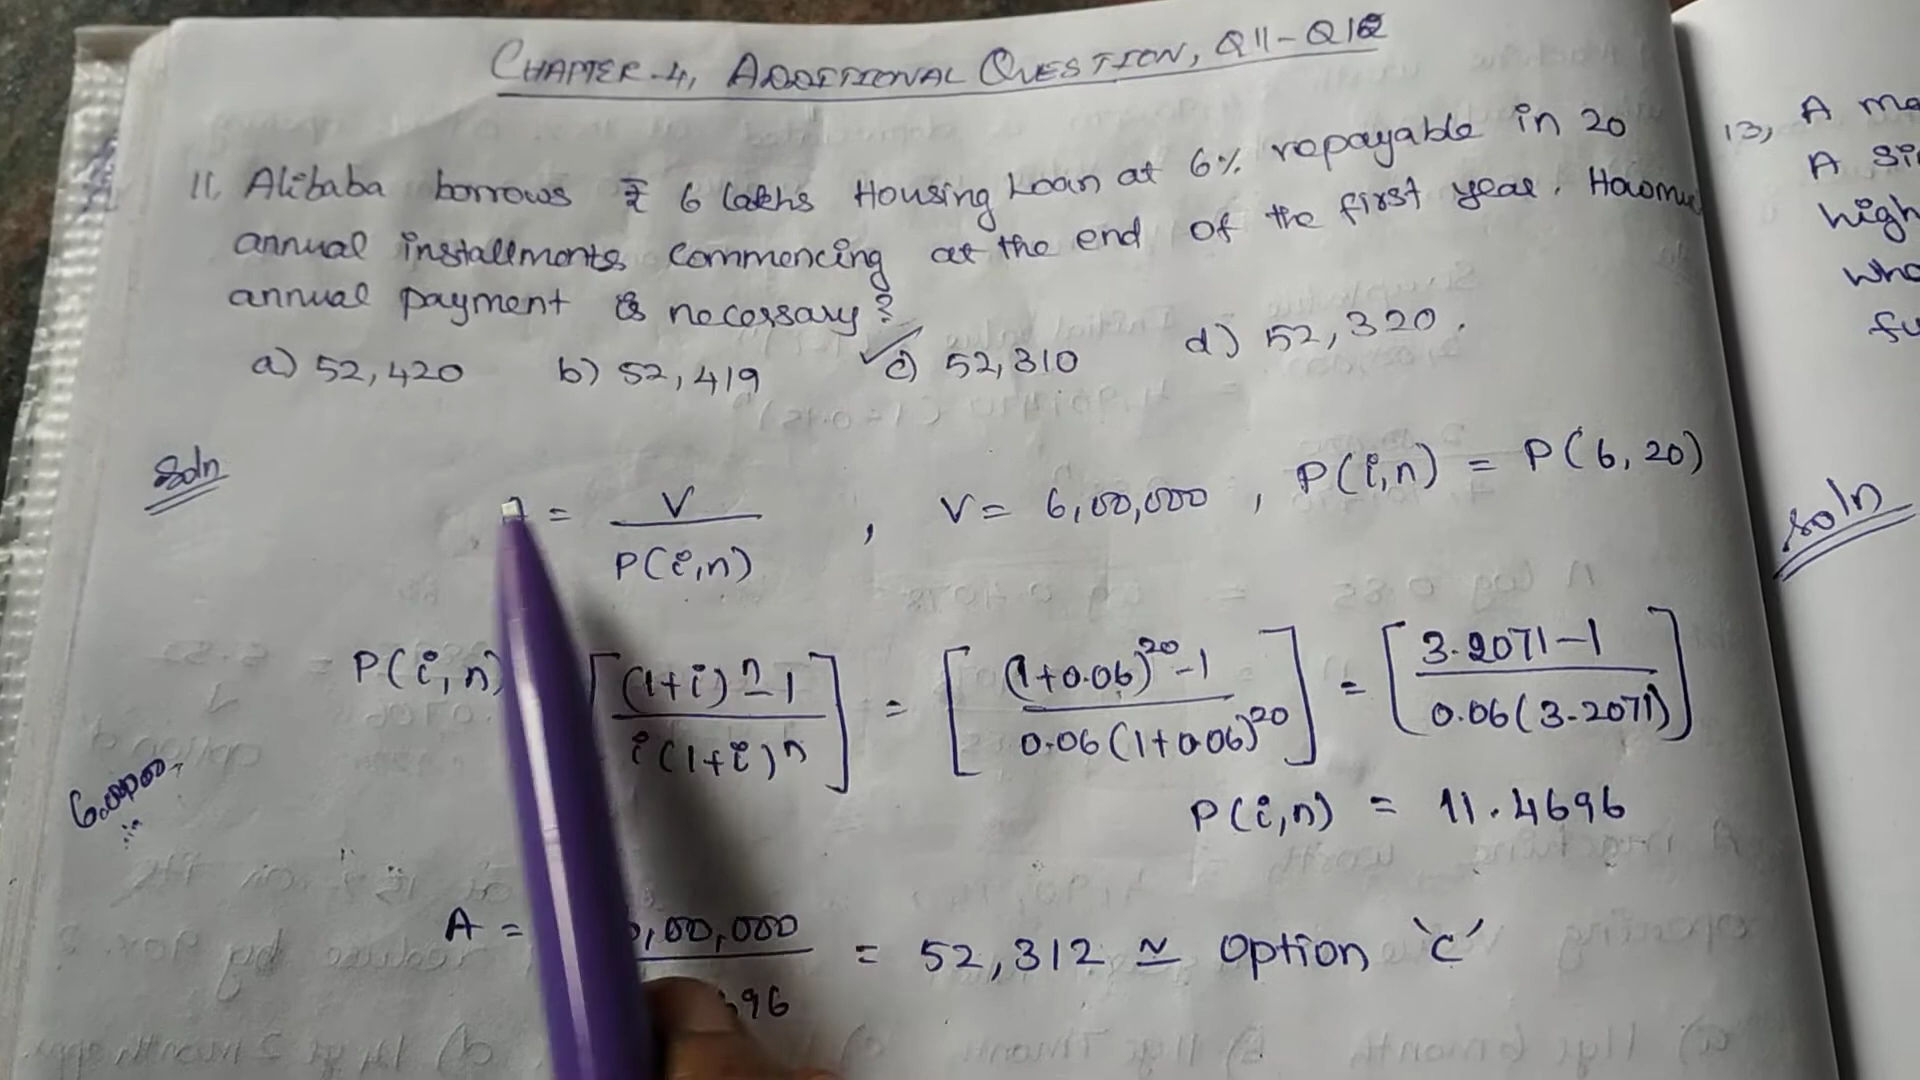 CHAPTER-4, ADDITIONAL QUESTION, Q11-Q12
11, Alibaba borrows ₹ 6 lakhs Housing Loan at 6% repayable in 20
annual installments commencing at the end of the first year. Howmuc
annual payment is necessary?
a) 52,420 b) 52,419 ✓c) 52,310 d) 52,320.
Soln
= V / P(i,n) , V = 6,00,000 , P(i,n) = P(6,20)
P(i,n) [(1+i)^n - 1 / i(1+i)^n] = [(1+0.06)^20 - 1 / 0.06(1+0.06)^20] = [3.2071-1 / 0.06(3.2071)]
P(i,n) = 11.4696
A = ,00,000 / 96 = 52,312 ≃ Option 'c'
13, A
A
high
soln